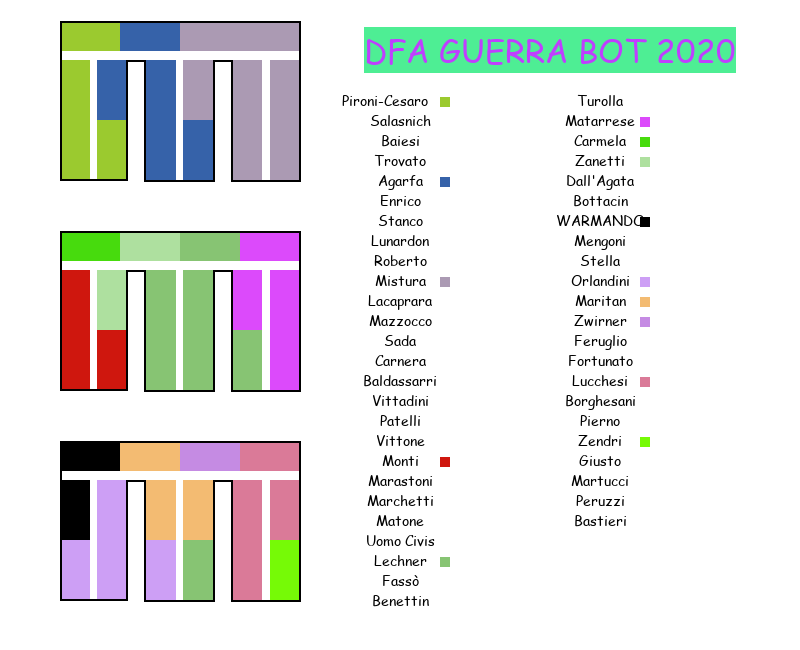 DFA GUERRA BOT 2020
Pironi-Cesaro
Salasnich
Baiesi
Trovato
Agarfa
Enrico
Stanco
Lunardon
Roberto
Mistura
Lacaprara
Mazzocco
Sada
Carnera
Baldassarri
Vittadini
Patelli
Vittone
Monti
Marastoni
Marchetti
Matone
Uomo Civis
Lechner
Fassò
Benettin
Turolla
Matarrese
Carmela
Zanetti
Dall'Agata
Bottacin
WARMANDO
Mengoni
Stella
Orlandini
Maritan
Zwirner
Feruglio
Fortunato
Lucchesi
Borghesani
Pierno
Zendri
Giusto
Martucci
Peruzzi
Bastieri